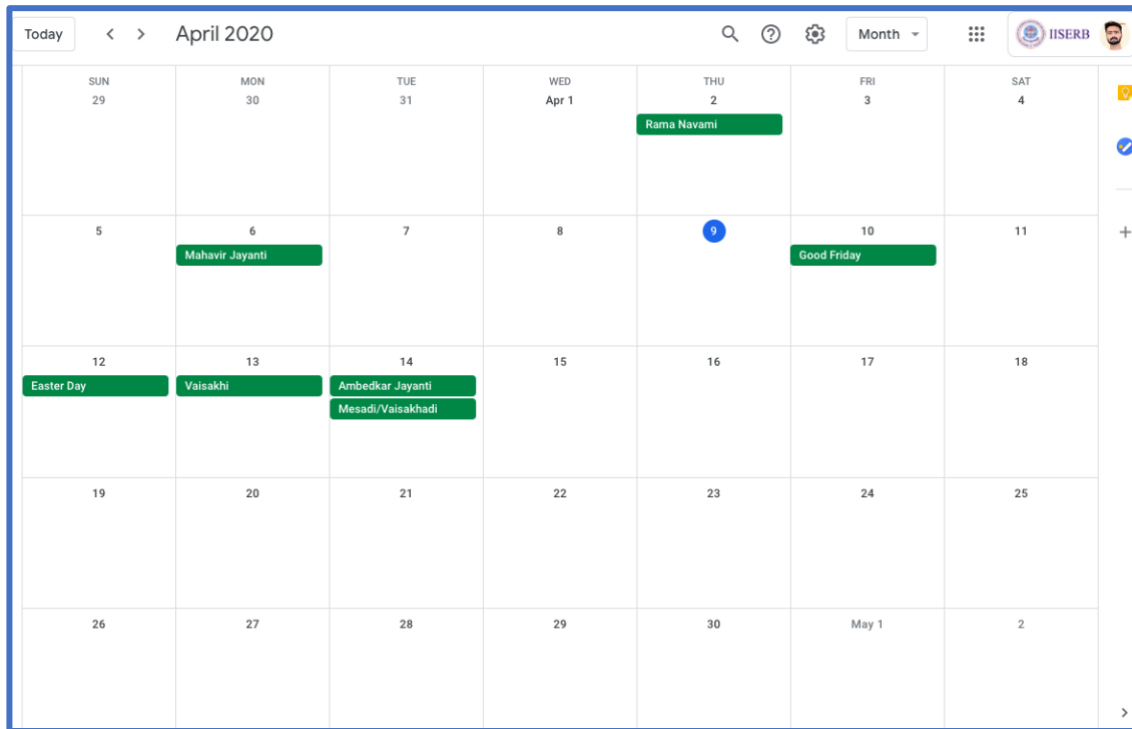 Today April 2020 Month IISERB
SUN MON TUE WED THU FRI SAT
29 30 31 Apr 1 2 3 4
Rama Navami
5 6 7 8 9 10 11
Mahavir Jayanti Good Friday
12 13 14 15 16 17 18
Easter Day Vaisakhi Ambedkar Jayanti
Mesadi/Vaisakhadi
19 20 21 22 23 24 25
26 27 28 29 30 May 1 2